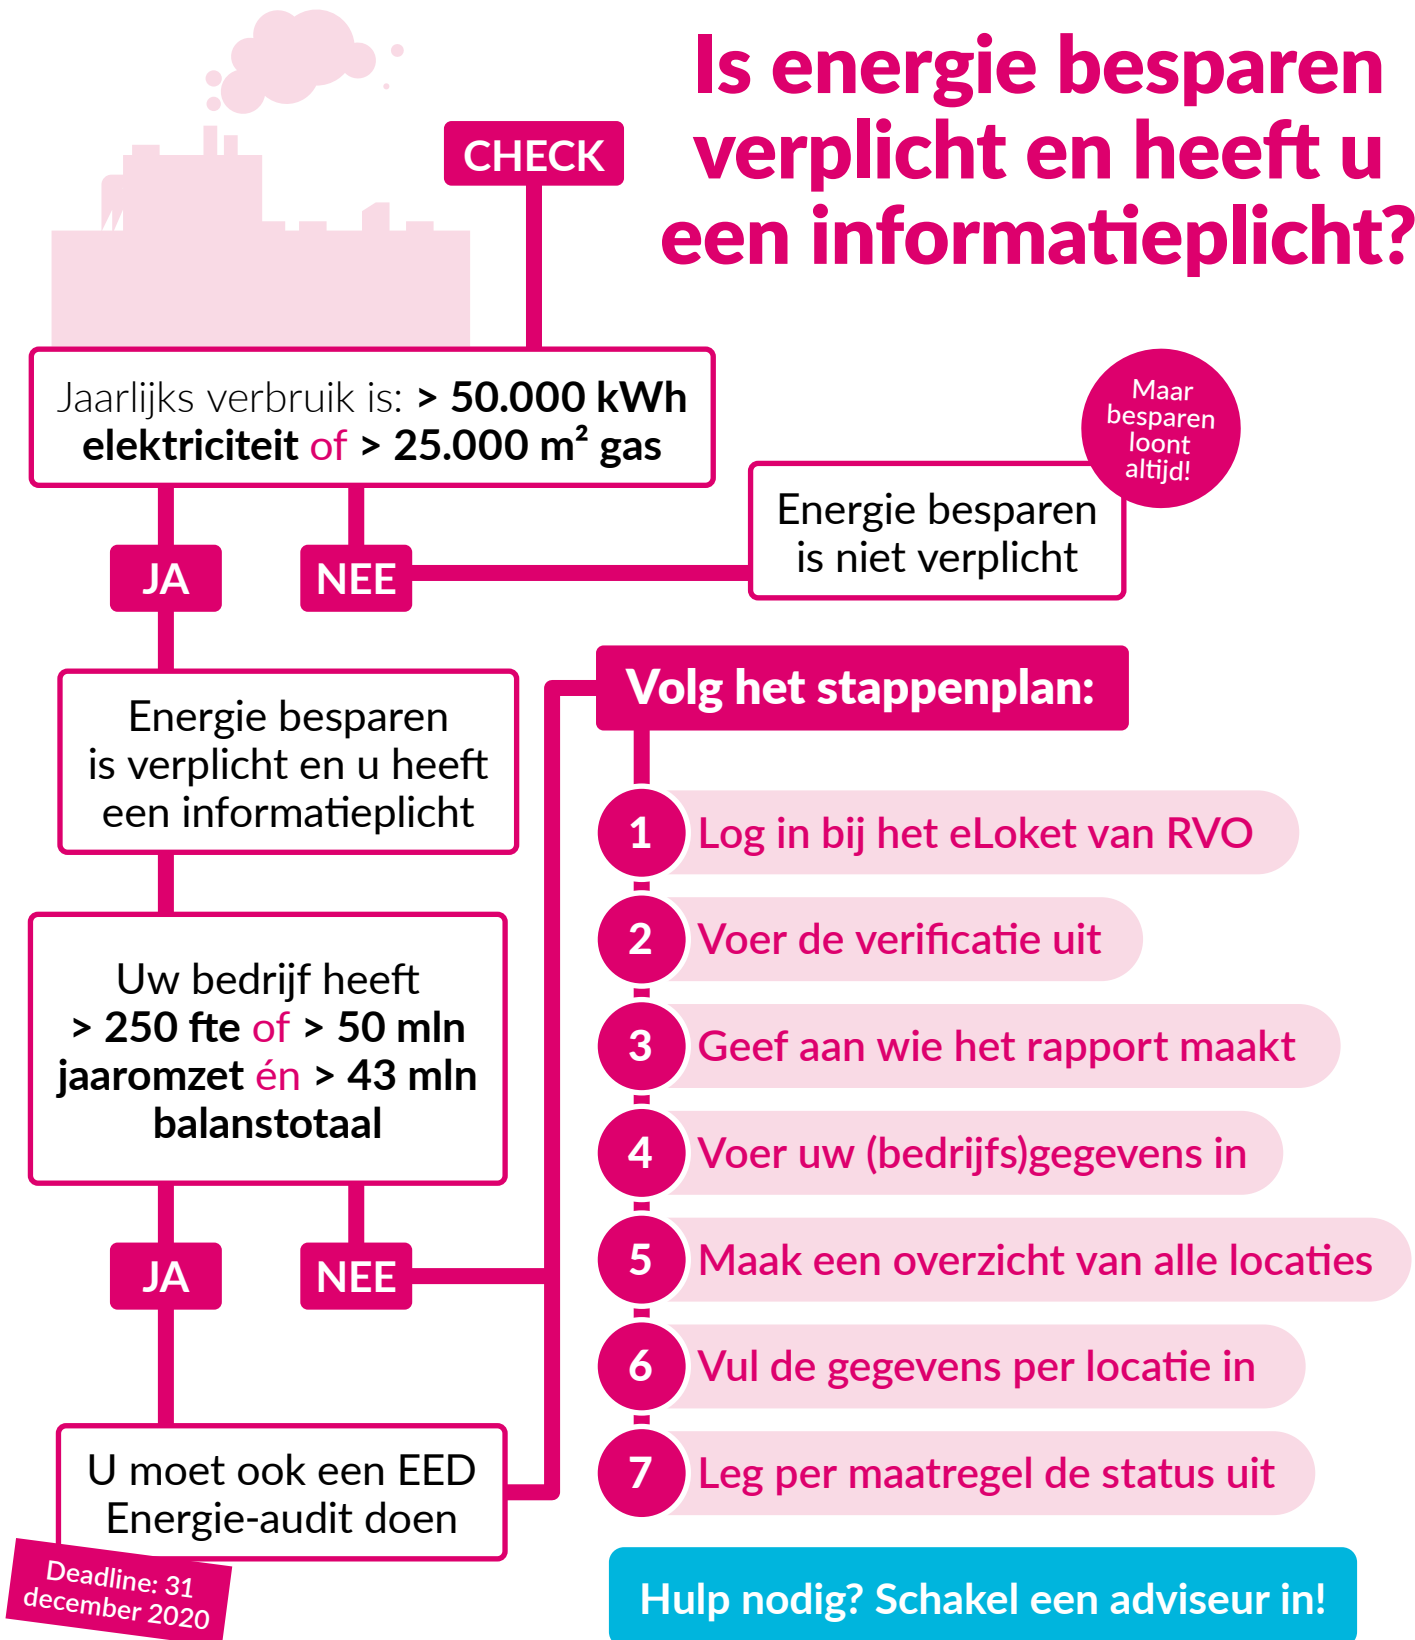 Is energie besparen
verplicht en heeft u
een informatieplicht?
CHECK
Jaarlijks verbruik is: > 50.000 kWh
elektriciteit of > 25.000 m² gas
Maar
besparen
loont
altijd!
Energie besparen
is niet verplicht
JA
NEE
Energie besparen
is verplicht en u heeft
een informatieplicht
Uw bedrijf heeft
> 250 fte of > 50 mln
jaaromzet én > 43 mln
balanstotaal
JA
NEE
U moet ook een EED
Energie-audit doen
Deadline: 31
december 2020
Volg het stappenplan:
1 Log in bij het eLoket van RVO
2 Voer de verificatie uit
3 Geef aan wie het rapport maakt
4 Voer uw (bedrijfs)gegevens in
5 Maak een overzicht van alle locaties
6 Vul de gegevens per locatie in
7 Leg per maatregel de status uit
Hulp nodig? Schakel een adviseur in!